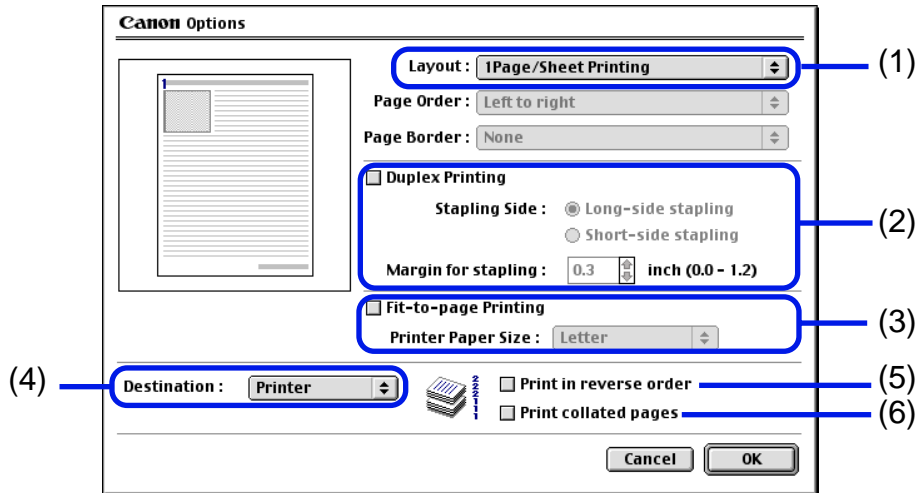 Canon Options
Layout : 1Page/Sheet Printing (1)
1
Page Order : Left to right
Page Border : None
Duplex Printing
Stapling Side : Long-side stapling
(2)
Short-side stapling
Margin for stapling : 0.3 inch (0.0 - 1.2)
Fit-to-page Printing
(3)
Printer Paper Size : Letter
(4) Destination : Printer
222111
Print in reverse order (5)
Print collated pages (6)
Cancel OK